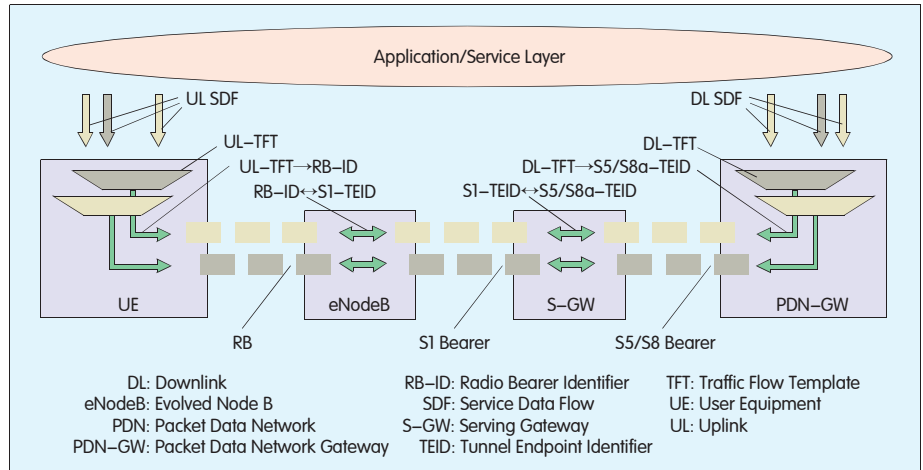 Application/Service Layer
UL SDF
DL SDF
UL-TFT
DL-TFT
UL-TFT→RB-ID
DL-TFT→S5/S8a-TEID
RB-ID↔S1-TEID
S1-TEID↔S5/S8a-TEID
UE
eNodeB
S-GW
PDN-GW
RB
S1 Bearer
S5/S8 Bearer
DL: Downlink
eNodeB: Evolved Node B
PDN: Packet Data Network
PDN-GW: Packet Data Network Gateway
RB-ID: Radio Bearer Identifier
SDF: Service Data Flow
S-GW: Serving Gateway
TEID: Tunnel Endpoint Identifier
TFT: Traffic Flow Template
UE: User Equipment
UL: Uplink